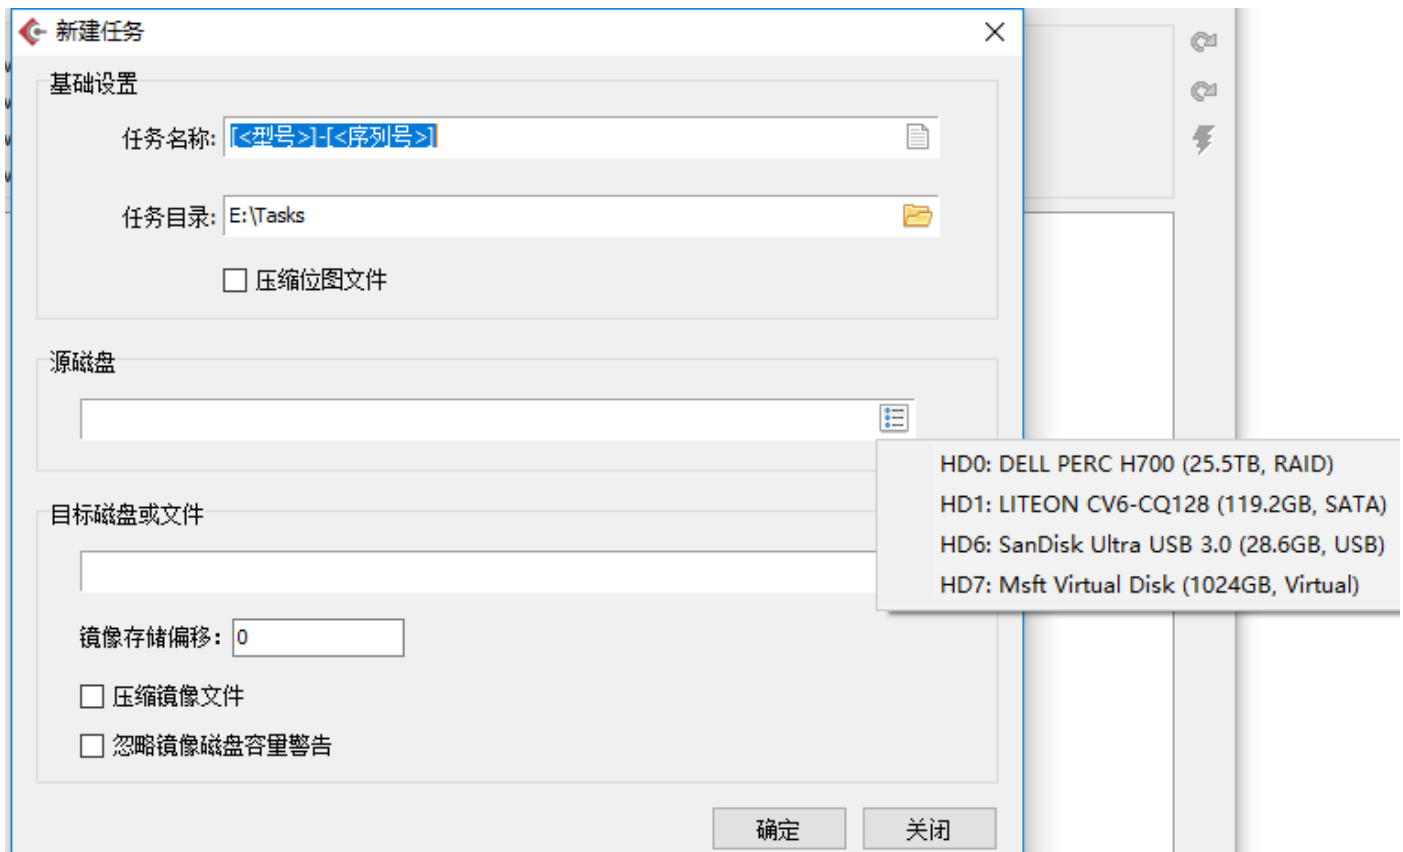 新建任务
基础设置
任务名称: [<型号>]-[<序列号>]
任务目录: E:\Tasks
压缩位图文件
源磁盘
HD0: DELL PERC H700 (25.5TB, RAID)
HD1: LITEON CV6-CQ128 (119.2GB, SATA)
HD6: SanDisk Ultra USB 3.0 (28.6GB, USB)
HD7: Msft Virtual Disk (1024GB, Virtual)
目标磁盘或文件
镜像存储偏移: 0
压缩镜像文件
忽略镜像磁盘容量警告
确定
关闭